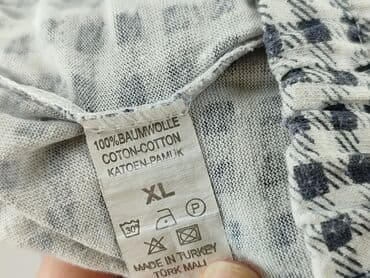 100%BAUMWOLLE
COTON-COTTON
KATOEN-PAMUK
XL
30°
P
MADE IN TURKEY
TÜRK MALI